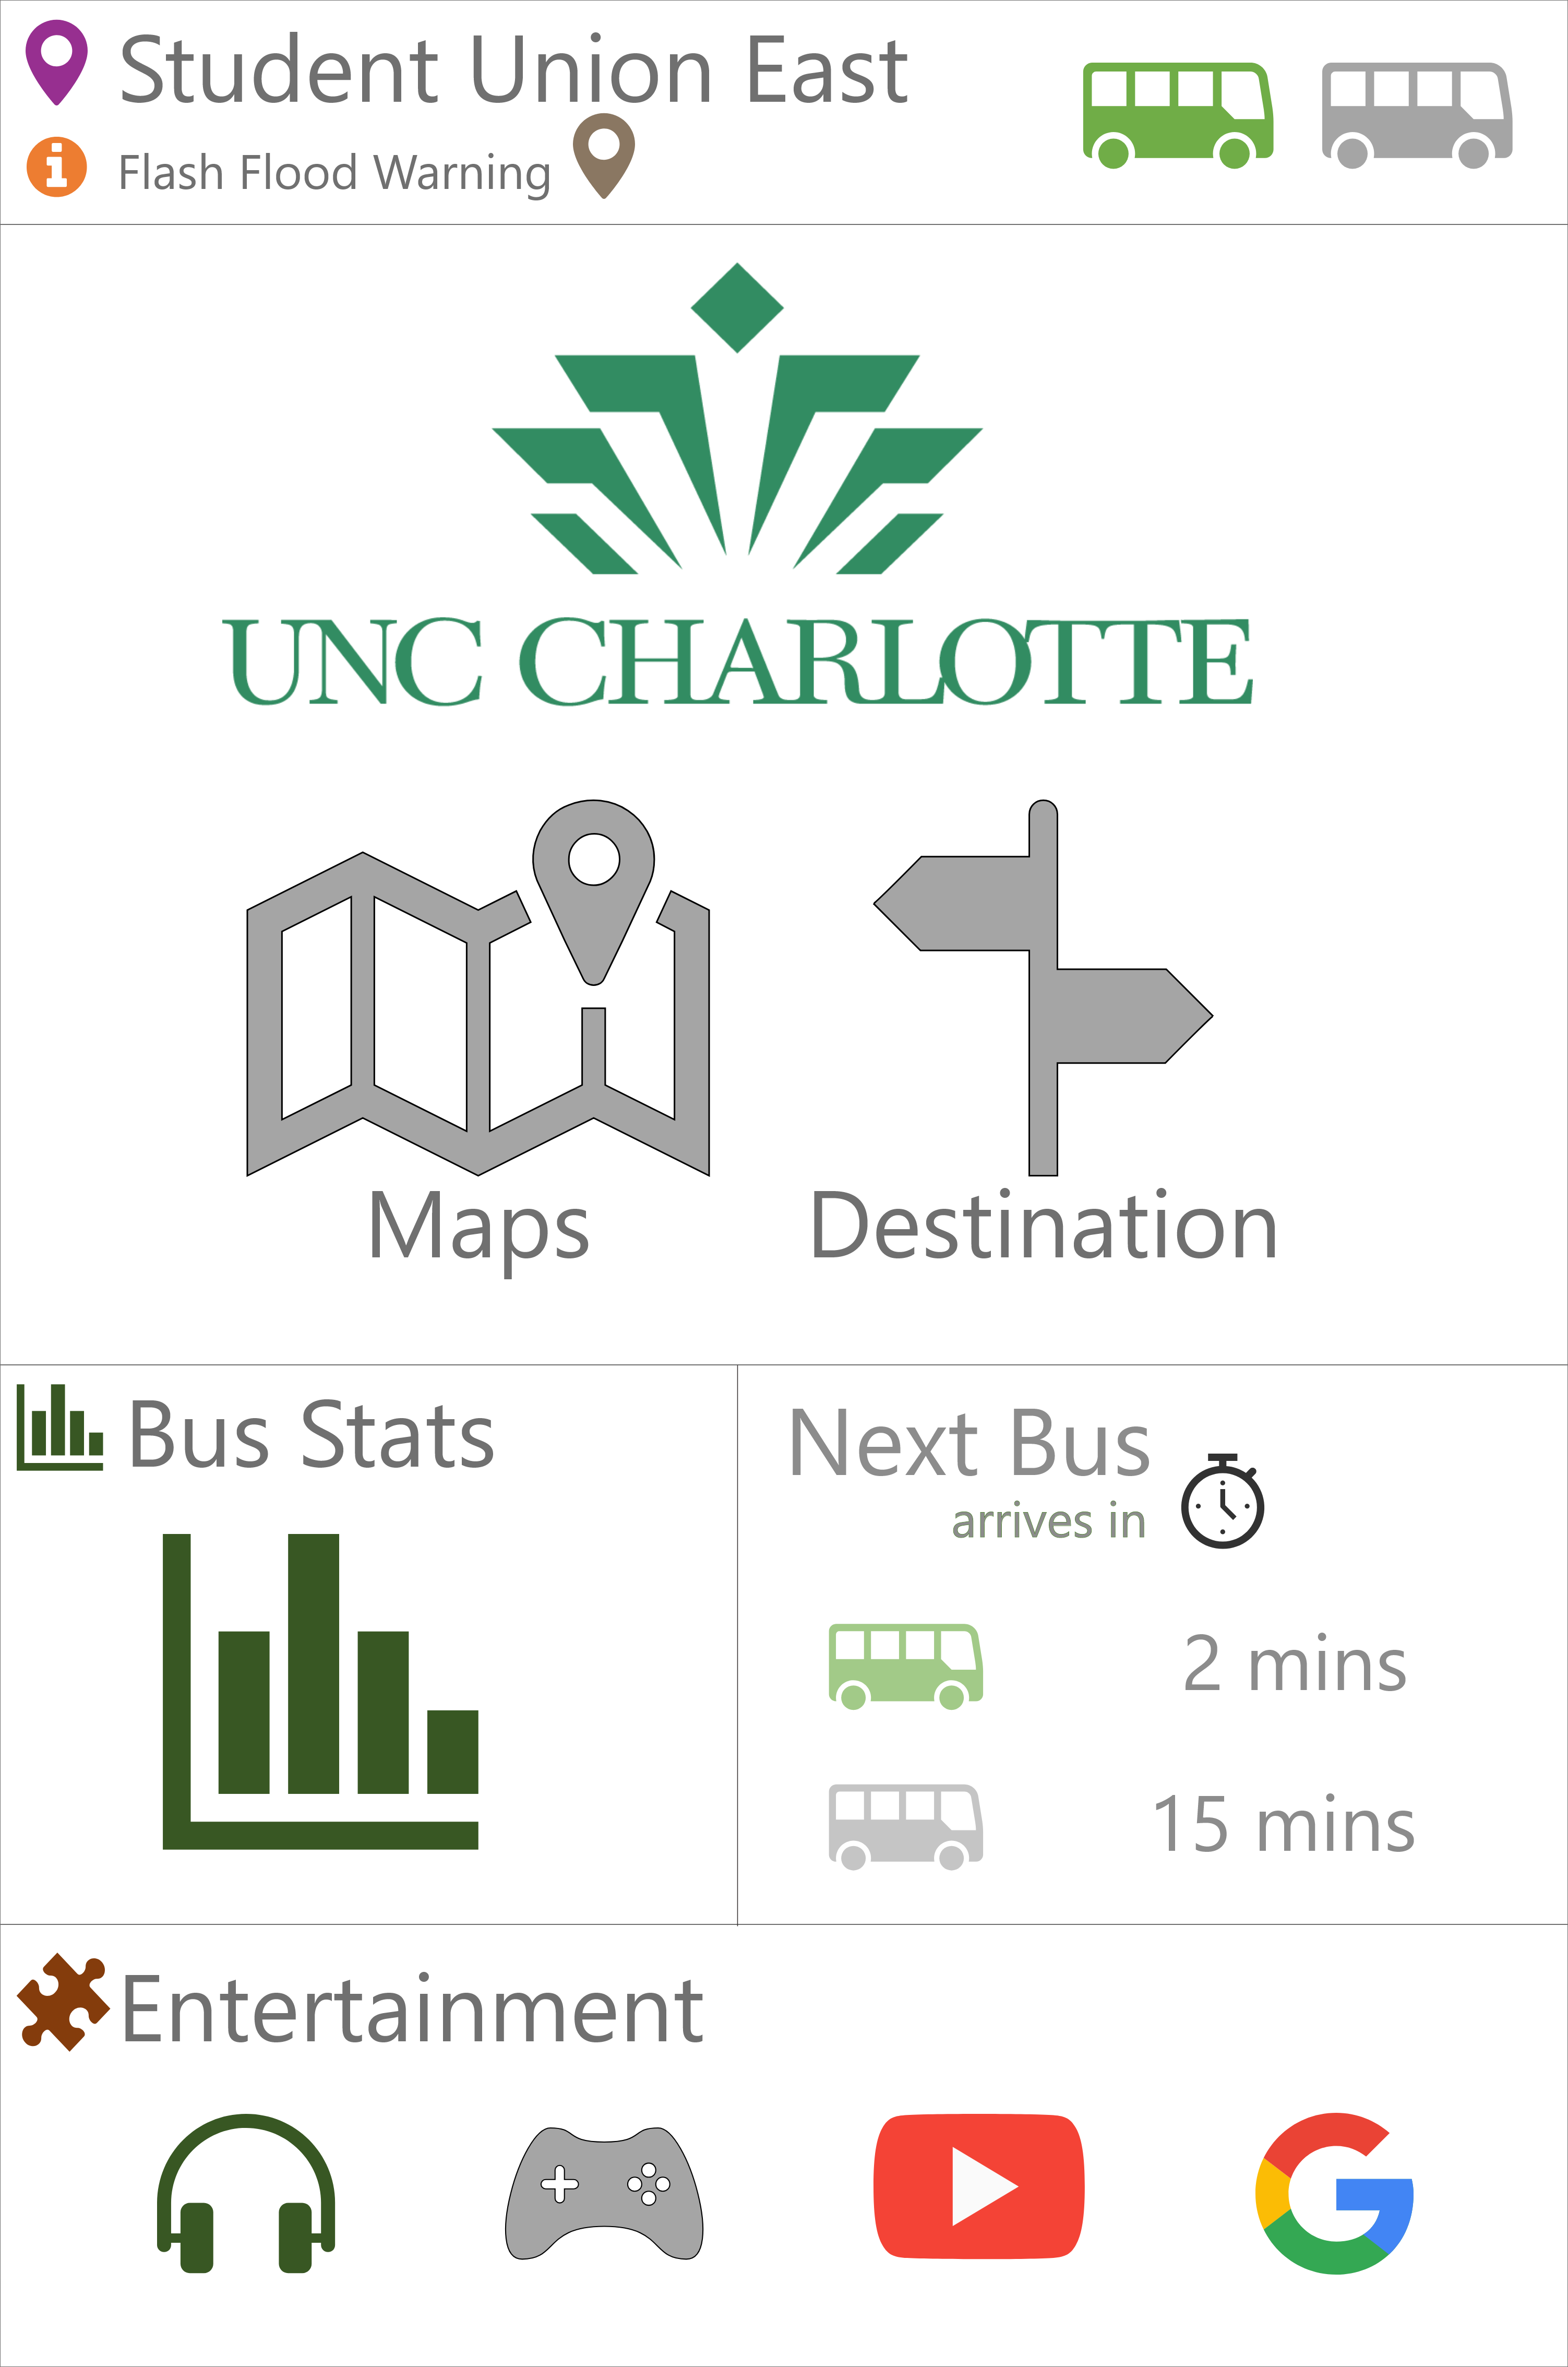 Student Union East
Flash Flood Warning
UNC CHARLOTTE
Maps
Destination
Bus Stats
Next Bus
arrives in
2 mins
15 mins
Entertainment